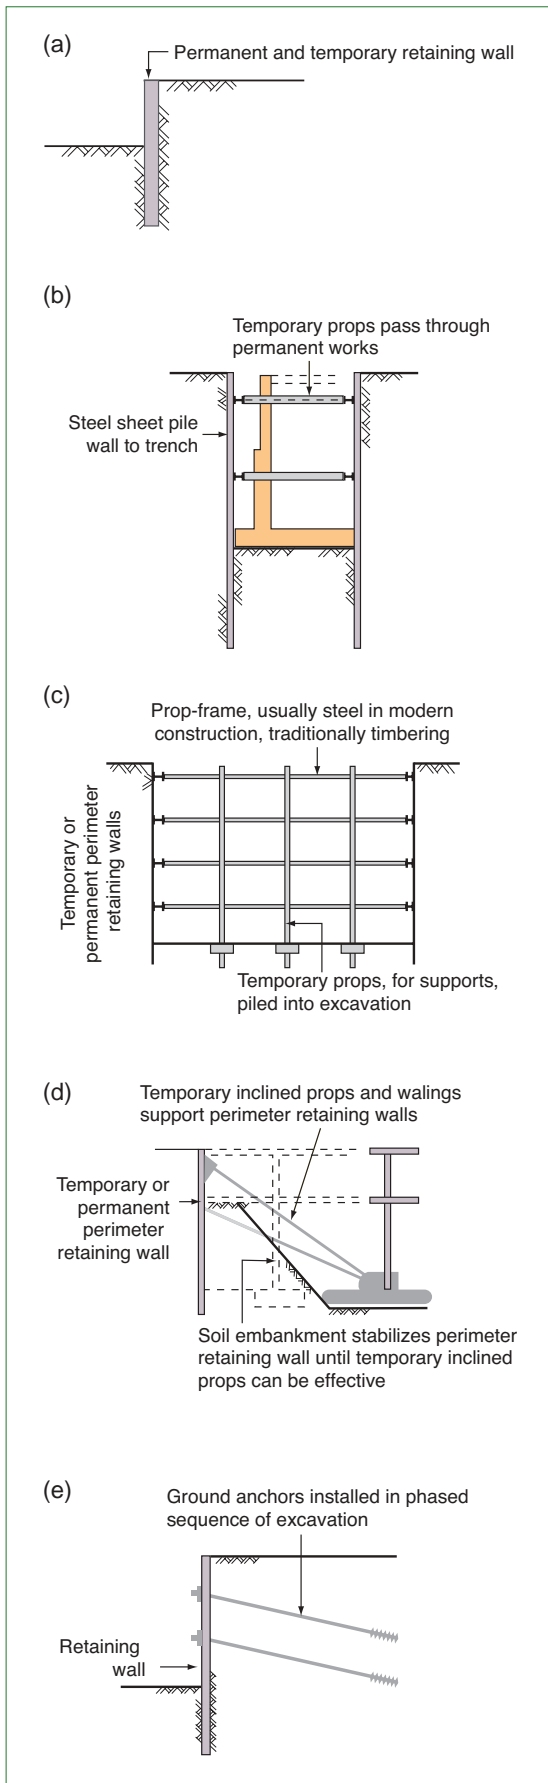 (a)
Permanent and temporary retaining wall
(b)
Temporary props pass through
permanent works
Steel sheet pile
wall to trench
(c)
Prop-frame, usually steel in modern
construction, traditionally timbering
Temporary or
permanent perimeter
retaining walls
Temporary props, for supports,
piled into excavation
(d)
Temporary inclined props and walings
support perimeter retaining walls
Temporary or
permanent
perimeter
retaining wall
Soil embankment stabilizes perimeter
retaining wall until temporary inclined
props can be effective
(e)
Ground anchors installed in phased
sequence of excavation
Retaining
wall